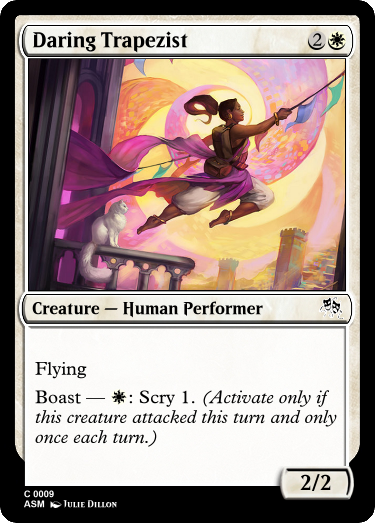 Daring Trapezist 2
Creature — Human Performer
Flying
Boast — : Scry 1. (Activate only if
this creature attacked this turn and only
once each turn.)
2/2
C 0009
ASM Julie Dillon